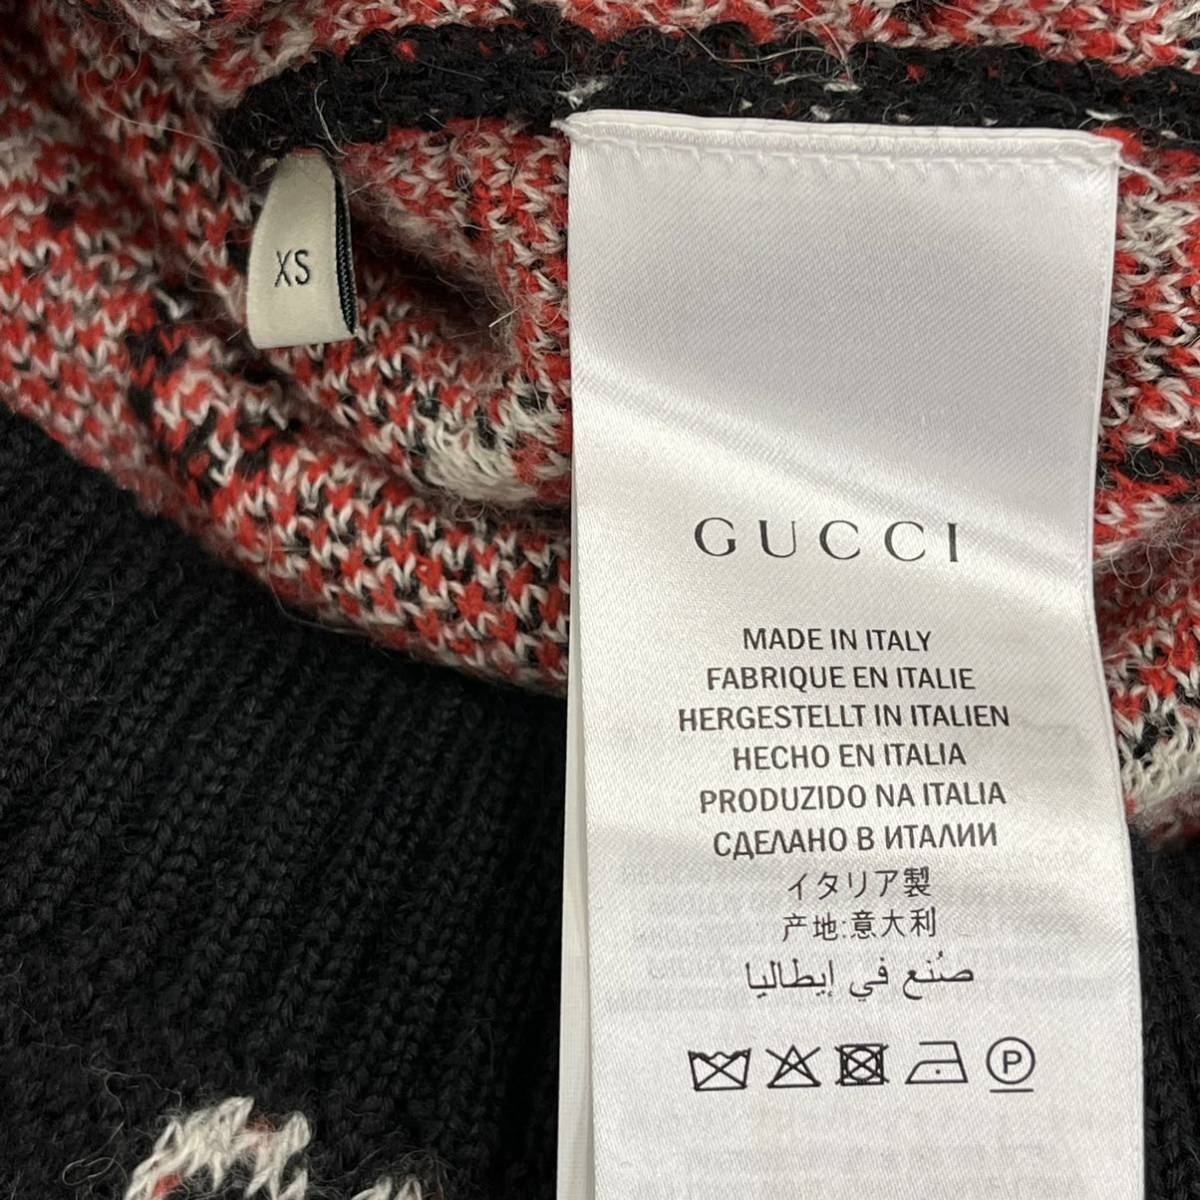 XS
GUCCI
MADE IN ITALY
FABRIQUE EN ITALIE
HERGESTELLT IN ITALIEN
HECHO EN ITALIA
PRODUZIDO NA ITALIA
СДЕЛАНО В ИТАЛИИ
イタリア製
产地:意大利
صُنع في إيطاليا
P